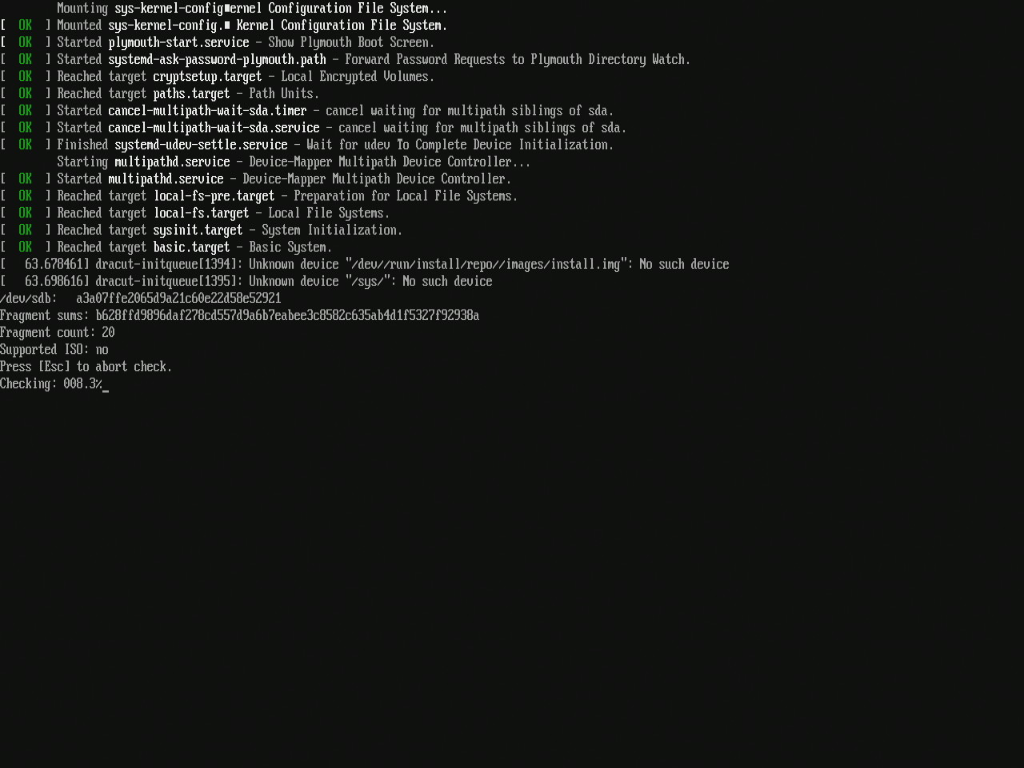 Mounting sys-kernel-config■ernel Configuration File System...
[  OK  ] Mounted sys-kernel-config.■ Kernel Configuration File System.
[  OK  ] Started plymouth-start.service - Show Plymouth Boot Screen.
[  OK  ] Started systemd-ask-password-plymouth.path - Forward Password Requests to Plymouth Directory Watch.
[  OK  ] Reached target cryptsetup.target - Local Encrypted Volumes.
[  OK  ] Reached target paths.target - Path Units.
[  OK  ] Started cancel-multipath-wait-sda.timer - cancel waiting for multipath siblings of sda.
[  OK  ] Started cancel-multipath-wait-sda.service - cancel waiting for multipath siblings of sda.
[  OK  ] Finished systemd-udev-settle.service - Wait for udev To Complete Device Initialization.
Starting multipathd.service - Device-Mapper Multipath Device Controller...
[  OK  ] Started multipathd.service - Device-Mapper Multipath Device Controller.
[  OK  ] Reached target local-fs-pre.target - Preparation for Local File Systems.
[  OK  ] Reached target local-fs.target - Local File Systems.
[  OK  ] Reached target sysinit.target - System Initialization.
[  OK  ] Reached target basic.target - Basic System.
[   63.678461] dracut-initqueue[1394]: Unknown device "/dev//run/install/repo//images/install.img": No such device
[   63.698616] dracut-initqueue[1395]: Unknown device "/sys/": No such device
/dev/sdb:   a3a07ffe2065d9a21c60e22d58e52921
Fragment sums: b628ffd9896daf278cd557d9a6b7eabee3c8582c635ab4d1f5327f92938a
Fragment count: 20
Supported ISO: no
Press [Esc] to abort check.
Checking: 008.3%_